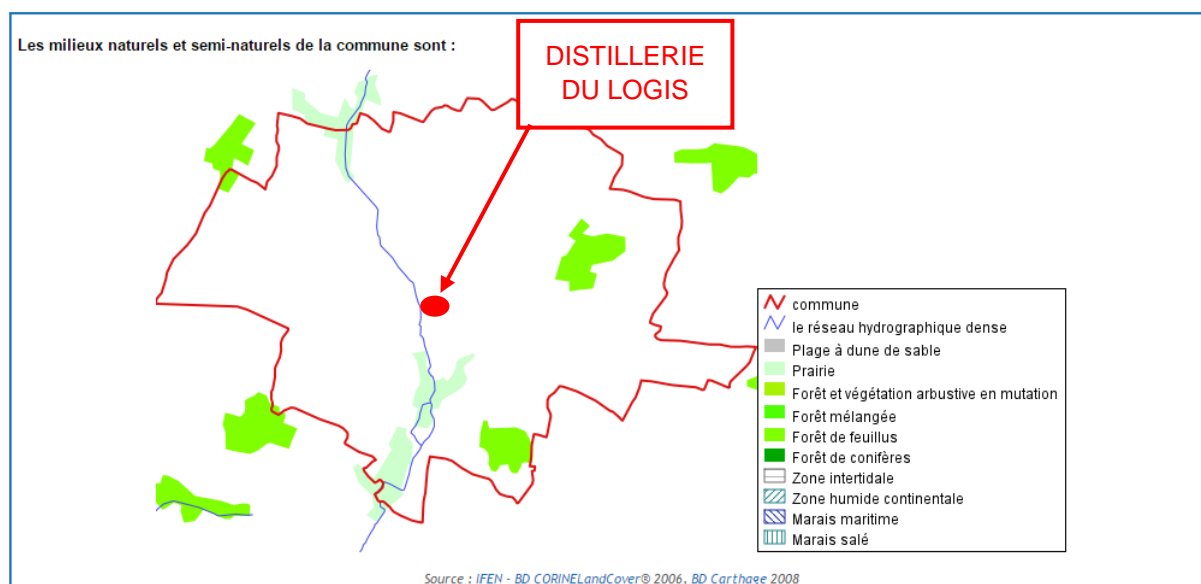 Les milieux naturels et semi-naturels de la commune sont :
DISTILLERIE
DU LOGIS
commune
le réseau hydrographique dense
Plage à dune de sable
Prairie
Forêt et végétation arbustive en mutation
Forêt mélangée
Forêt de feuillus
Forêt de conifères
Zone intertidale
Zone humide continentale
Marais maritime
Marais salé
Source : IFEN - BD CORINELandCover® 2006, BD Carthage 2008